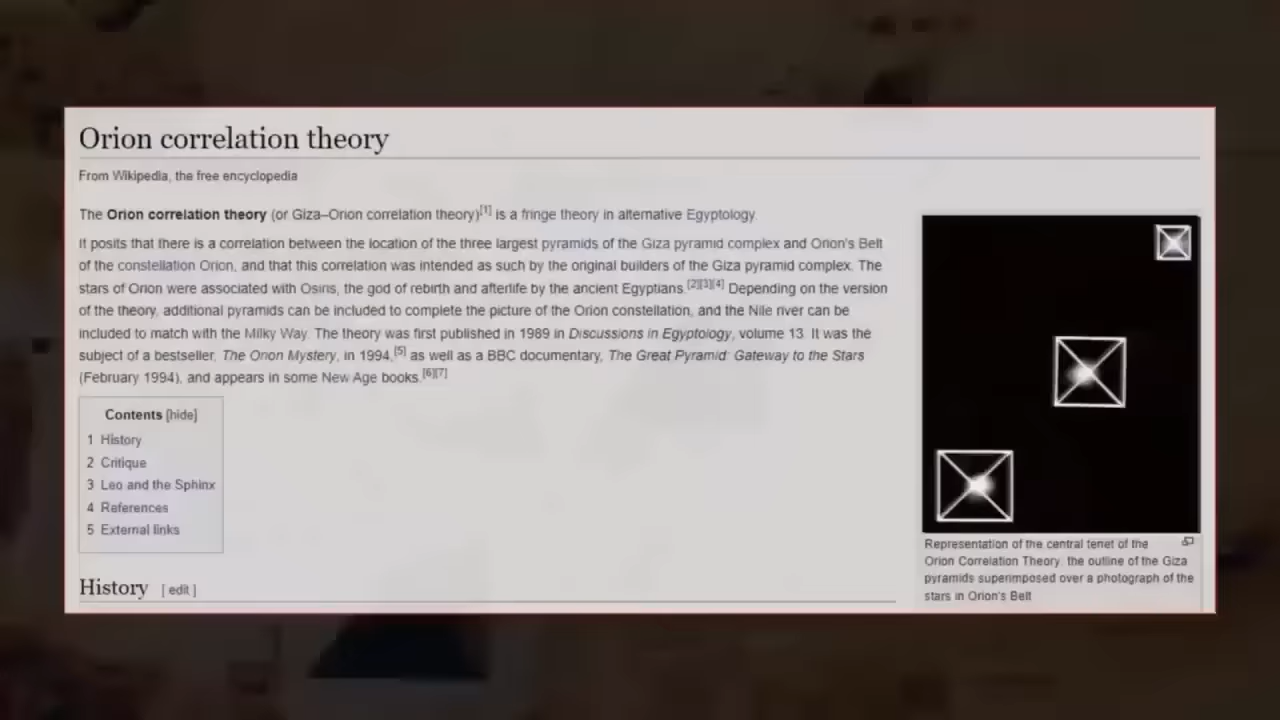 Orion correlation theory
From Wikipedia, the free encyclopedia
The Orion correlation theory (or Giza–Orion correlation theory)[1] is a fringe theory in alternative Egyptology.
It posits that there is a correlation between the location of the three largest pyramids of the Giza pyramid complex and Orion's Belt
of the constellation Orion, and that this correlation was intended as such by the original builders of the Giza pyramid complex. The
stars of Orion were associated with Osiris, the god of rebirth and afterlife by the ancient Egyptians.[2][3][4] Depending on the version
of the theory, additional pyramids can be included to complete the picture of the Orion constellation, and the Nile river can be
included to match with the Milky Way. The theory was first published in 1989 in Discussions in Egyptology, volume 13. It was the
subject of a bestseller, The Orion Mystery, in 1994,[5] as well as a BBC documentary, The Great Pyramid: Gateway to the Stars
(February 1994), and appears in some New Age books.[6][7]
Contents [hide]
1 History
2 Critique
3 Leo and the Sphinx
4 References
5 External links
History [ edit ]
Representation of the central tenet of the
Orion Correlation Theory: the outline of the Giza
pyramids superimposed over a photograph of the
stars in Orion's Belt